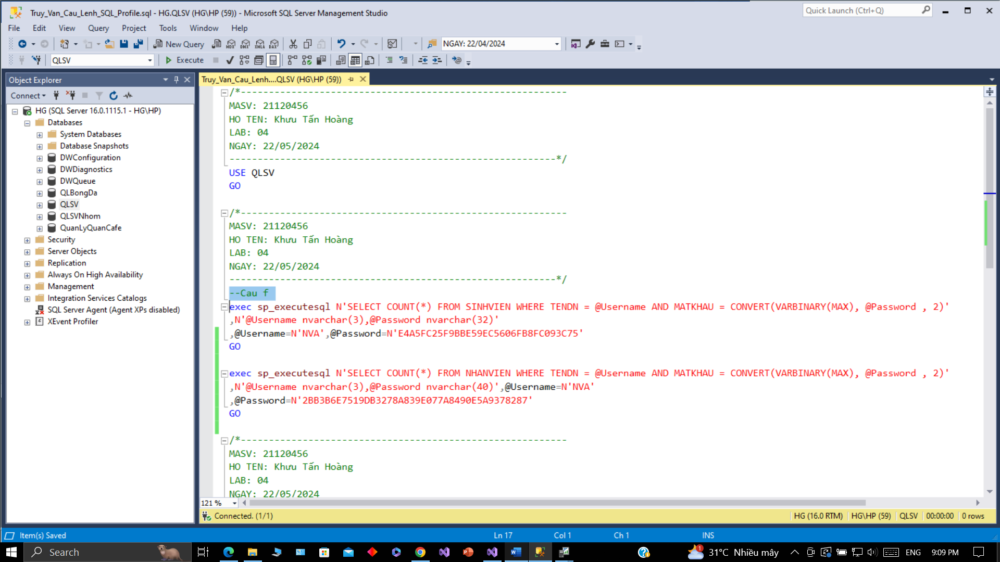 Truy_Van_Cau_Lenh_SQL_Profile.sql - HG.QLSV (HG\HP (59)) - Microsoft SQL Server Management Studio
Quick Launch (Ctrl+Q)
File Edit View Query Project Tools Window Help
New Query MDX DMX XMLA DAX NGAY: 22/04/2024
QLSV Execute
Object Explorer
Connect
HG (SQL Server 16.0.1115.1 - HG\HP)
Databases
System Databases
Database Snapshots
DWConfiguration
DWDiagnostics
DWQueue
QLBongDa
QLSV
QLSVNhom
QuanLyQuanCafe
Security
Server Objects
Replication
Always On High Availability
Management
Integration Services Catalogs
SQL Server Agent (Agent XPs disabled)
XEvent Profiler
Truy_Van_Cau_Lenh....QLSV (HG\HP (59))
/*----------------------------------------------------------
MASV: 21120456
HO TEN: Khưu Tấn Hoàng
LAB: 04
NGAY: 22/05/2024
----------------------------------------------------------*/
USE QLSV
GO
/*----------------------------------------------------------
MASV: 21120456
HO TEN: Khưu Tấn Hoàng
LAB: 04
NGAY: 22/05/2024
----------------------------------------------------------*/
--Cau f
exec sp_executesql N'SELECT COUNT(*) FROM SINHVIEN WHERE TENDN = @Username AND MATKHAU = CONVERT(VARBINARY(MAX), @Password , 2)'
,N'@Username nvarchar(3),@Password nvarchar(32)'
,@Username=N'NVA',@Password=N'E4A5FC25F9BBE59EC5606FB8FC093C75'
GO
exec sp_executesql N'SELECT COUNT(*) FROM NHANVIEN WHERE TENDN = @Username AND MATKHAU = CONVERT(VARBINARY(MAX), @Password , 2)'
,N'@Username nvarchar(3),@Password nvarchar(40)',@Username=N'NVA'
,@Password=N'2BB3B6E7519DB3278A839E077A8490E5A9378287'
GO
/*----------------------------------------------------------
MASV: 21120456
HO TEN: Khưu Tấn Hoàng
LAB: 04
NGAY: 22/05/2024
121 %
Connected. (1/1) HG (16.0 RTM) HG\HP (59) QLSV 00:00:00 0 rows
Item(s) Saved Ln 17 Col 1 Ch 1 INS
Search 1 31°C Nhiều mây ENG 9:09 PM